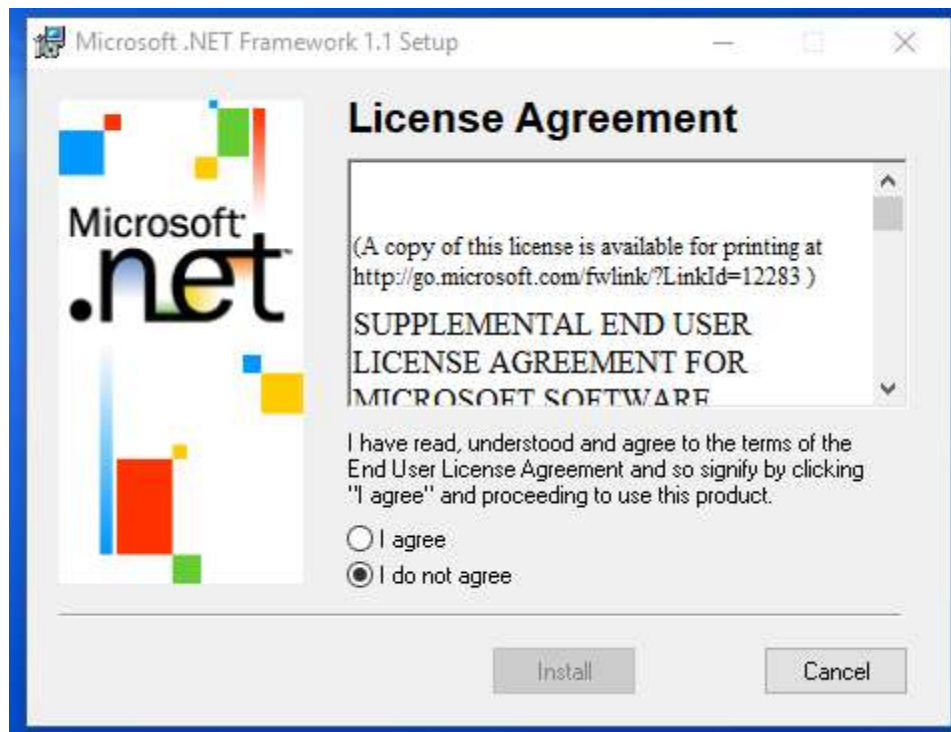 Microsoft .NET Framework 1.1 Setup
License Agreement
Microsoft
.net™
(A copy of this license is available for printing at
http://go.microsoft.com/fwlink/?LinkId=12283 )
SUPPLEMENTAL END USER
LICENSE AGREEMENT FOR
MICROSOFT SOFTWARE
I have read, understood and agree to the terms of the
End User License Agreement and so signify by clicking
"I agree" and proceeding to use this product.
I agree
I do not agree
Install
Cancel